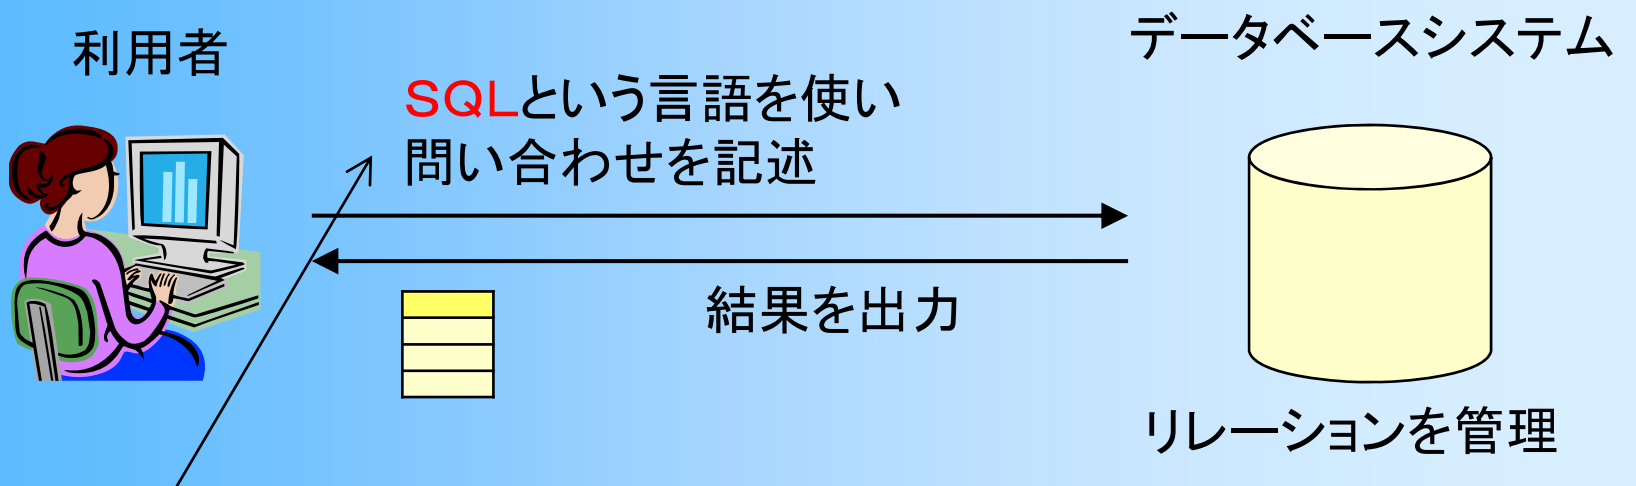 利用者
データベースシステム
SQLという言語を使い
問い合わせを記述
結果を出力
リレーションを管理